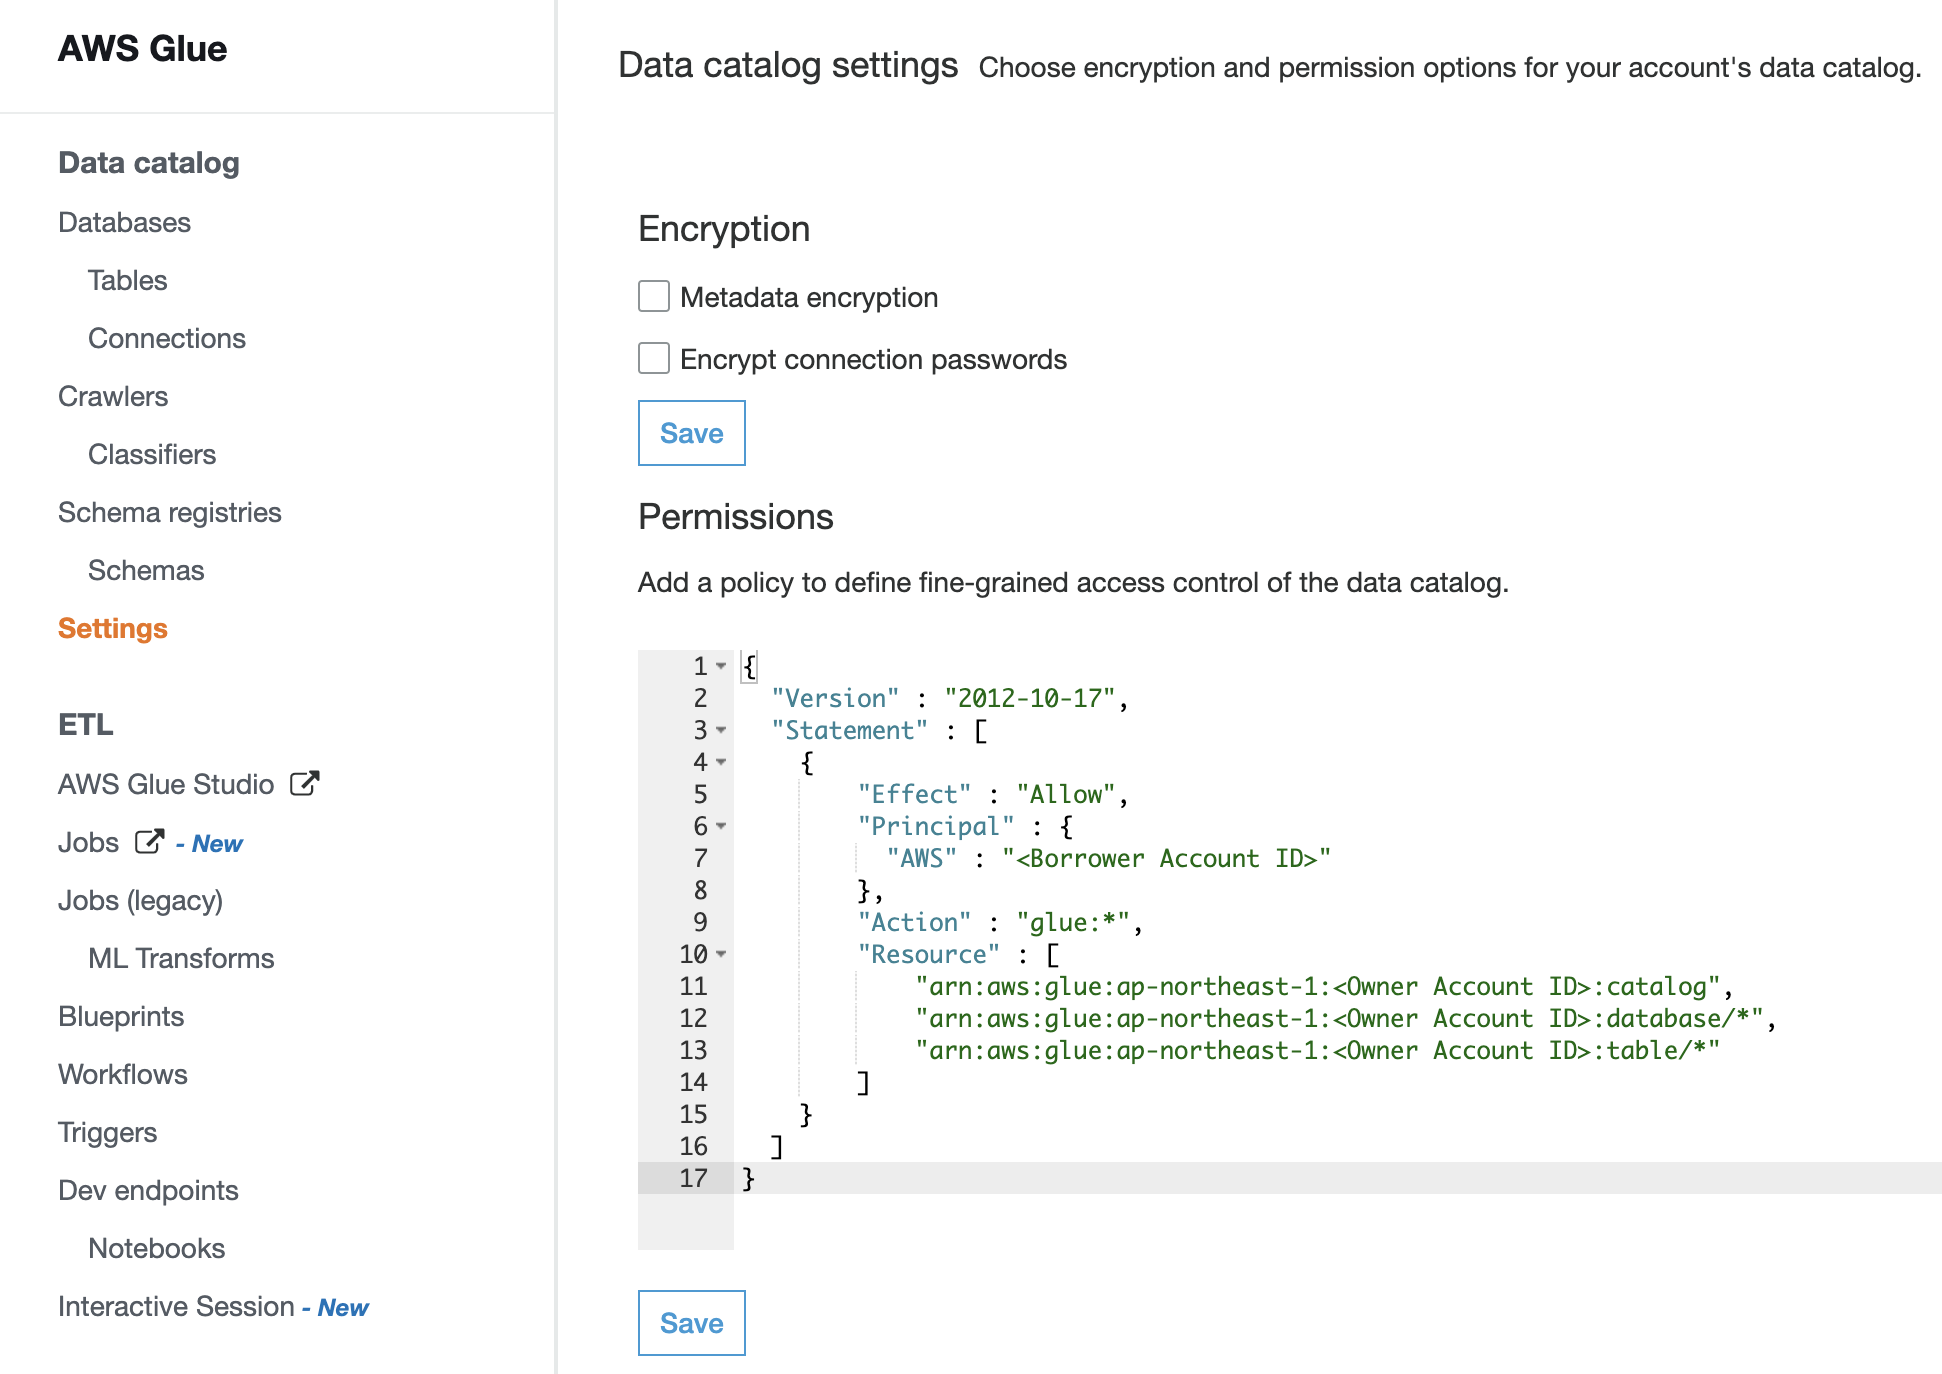 AWS Glue
Data catalog
Databases
Tables
Connections
Crawlers
Classifiers
Schema registries
Schemas
Settings
ETL
AWS Glue Studio
Jobs - New
Jobs (legacy)
ML Transforms
Blueprints
Workflows
Triggers
Dev endpoints
Notebooks
Interactive Session - New
Data catalog settings Choose encryption and permission options for your account's data catalog.
Encryption
Metadata encryption
Encrypt connection passwords
Save
Permissions
Add a policy to define fine-grained access control of the data catalog.
1 {
2 "Version" : "2012-10-17",
3 "Statement" : [
4 {
5 "Effect" : "Allow",
6 "Principal" : {
7 "AWS" : "<Borrower Account ID>"
8 },
9 "Action" : "glue:*",
10 "Resource" : [
11 "arn:aws:glue:ap-northeast-1:<Owner Account ID>:catalog",
12 "arn:aws:glue:ap-northeast-1:<Owner Account ID>:database/*",
13 "arn:aws:glue:ap-northeast-1:<Owner Account ID>:table/*"
14 ]
15 }
16 ]
17 }
Save